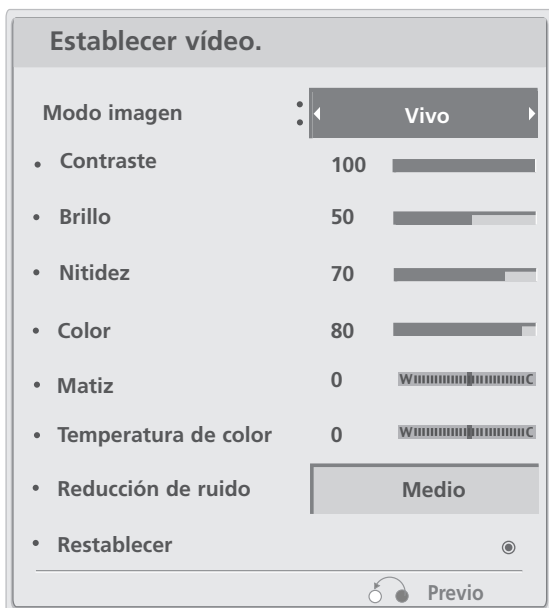 Establecer vídeo.
Modo imagen : Vivo
• Contraste 100
• Brillo 50
• Nitidez 70
• Color 80
• Matiz 0 W C
• Temperatura de color 0 W C
• Reducción de ruido Medio
• Restablecer
Previo